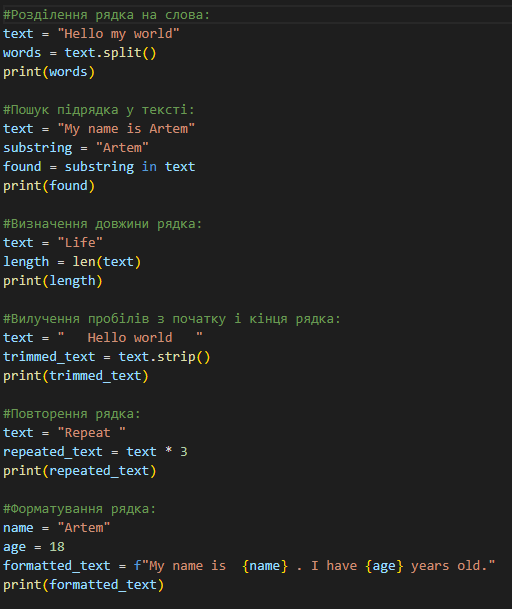 #Розділення рядка на слова:
text = "Hello my world"
words = text.split()
print(words)
#Пошук підрядка у тексті:
text = "My name is Artem"
substring = "Artem"
found = substring in text
print(found)
#Визначення довжини рядка:
text = "Life"
length = len(text)
print(length)
#Вилучення пробілів з початку і кінця рядка:
text = "   Hello world   "
trimmed_text = text.strip()
print(trimmed_text)
#Повторення рядка:
text = "Repeat "
repeated_text = text * 3
print(repeated_text)
#Форматування рядка:
name = "Artem"
age = 18
formatted_text = f"My name is  {name} . I have {age} years old."
print(formatted_text)